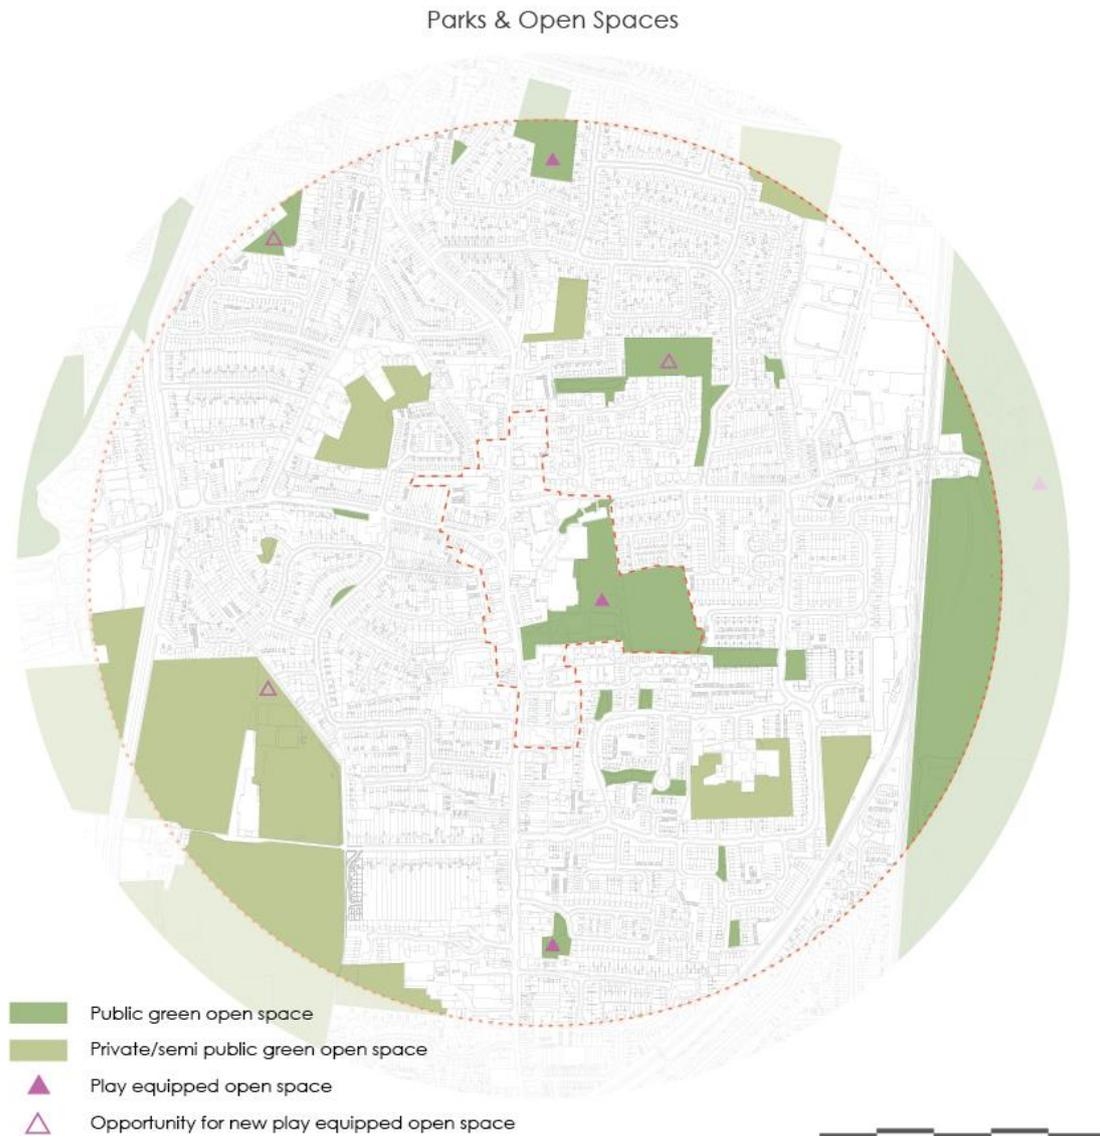 Parks & Open Spaces
Public green open space
Private/semi public green open space
Play equipped open space
Opportunity for new play equipped open space